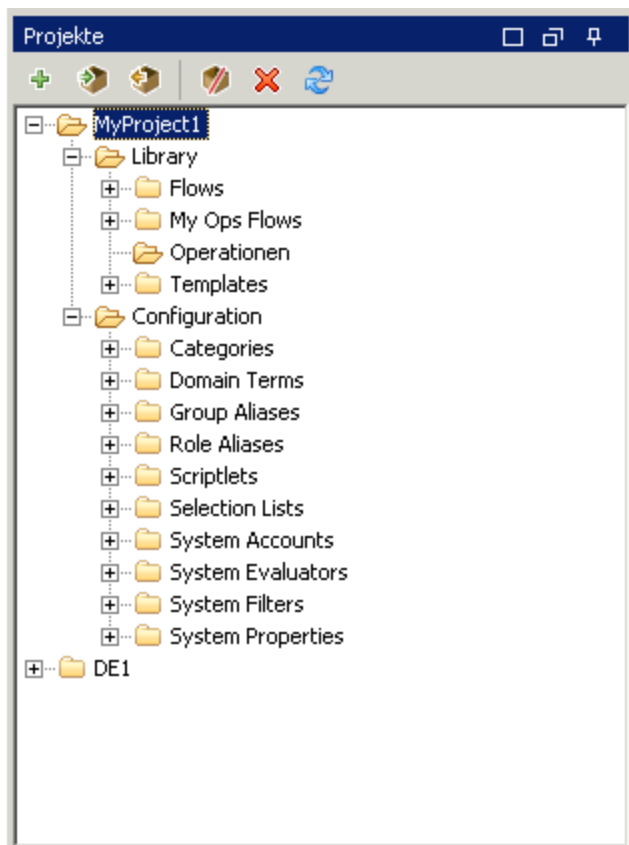 Projekte
MyProject1
Library
Flows
My Ops Flows
Operationen
Templates
Configuration
Categories
Domain Terms
Group Aliases
Role Aliases
Scriptlets
Selection Lists
System Accounts
System Evaluators
System Filters
System Properties
DE1